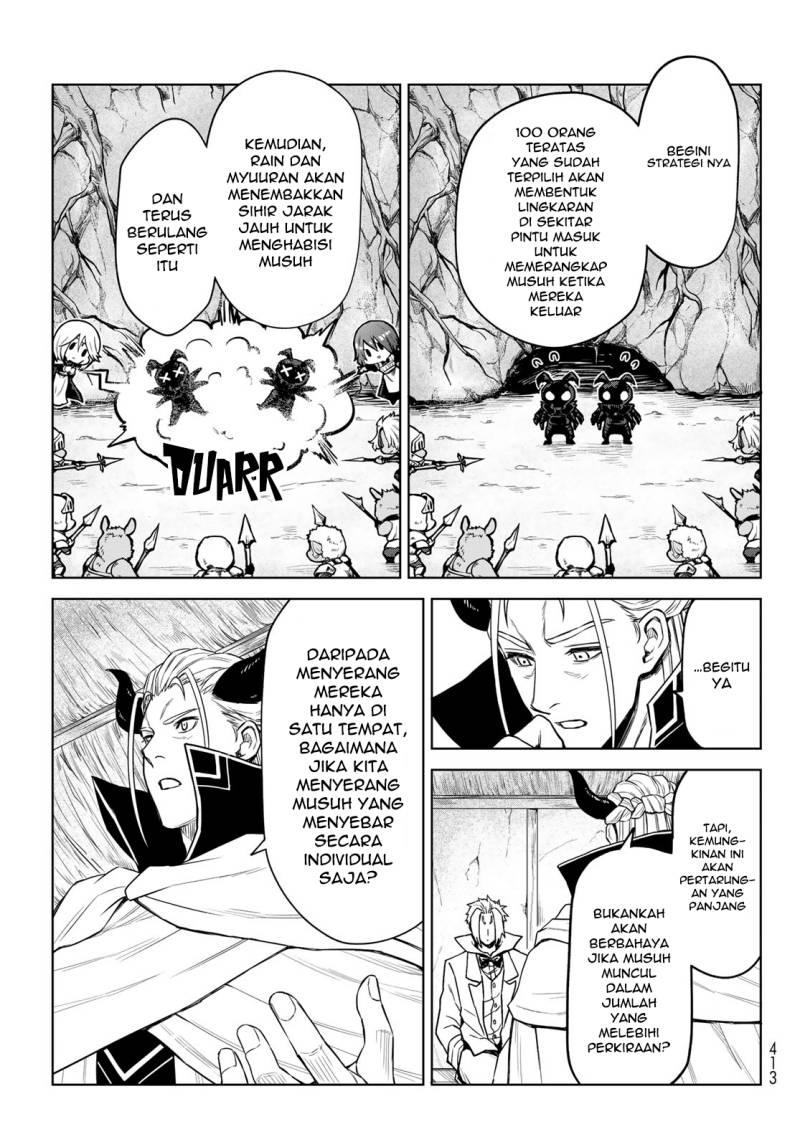 BEGINI
STRATEGI NYA
100 ORANG
TERATAS
YANG SUDAH
TERPILIH AKAN
MEMBENTUK
LINGKARAN
DI SEKITAR
PINTU MASUK
UNTUK
MEMERANGKAP
MUSUH KETIKA
MEREKA
KELUAR
KEMUDIAN,
RAIN DAN
MYUURAN AKAN
MENEMBAKKAN
SIHIR JARAK
JAUH UNTUK
MENGHABISI
MUSUH
DAN
TERUS
BERULANG
SEPERTI
ITU
DUARR
...BEGITU
YA
TAPI,
KEMUNG-
KINAN INI
AKAN
PERTARUNG-
AN YANG
PANJANG
BUKANKAH
AKAN
BERBAHAYA
JIKA MUSUH
MUNCUL
DALAM
JUMLAH
YANG
MELEBIHI
PERKIRAAN?
DARIPADA
MENYERANG
MEREKA
HANYA DI
SATU TEMPAT,
BAGAIMANA
JIKA KITA
MENYERANG
MUSUH YANG
MENYEBAR
SECARA
INDIVIDUAL
SAJA?
413